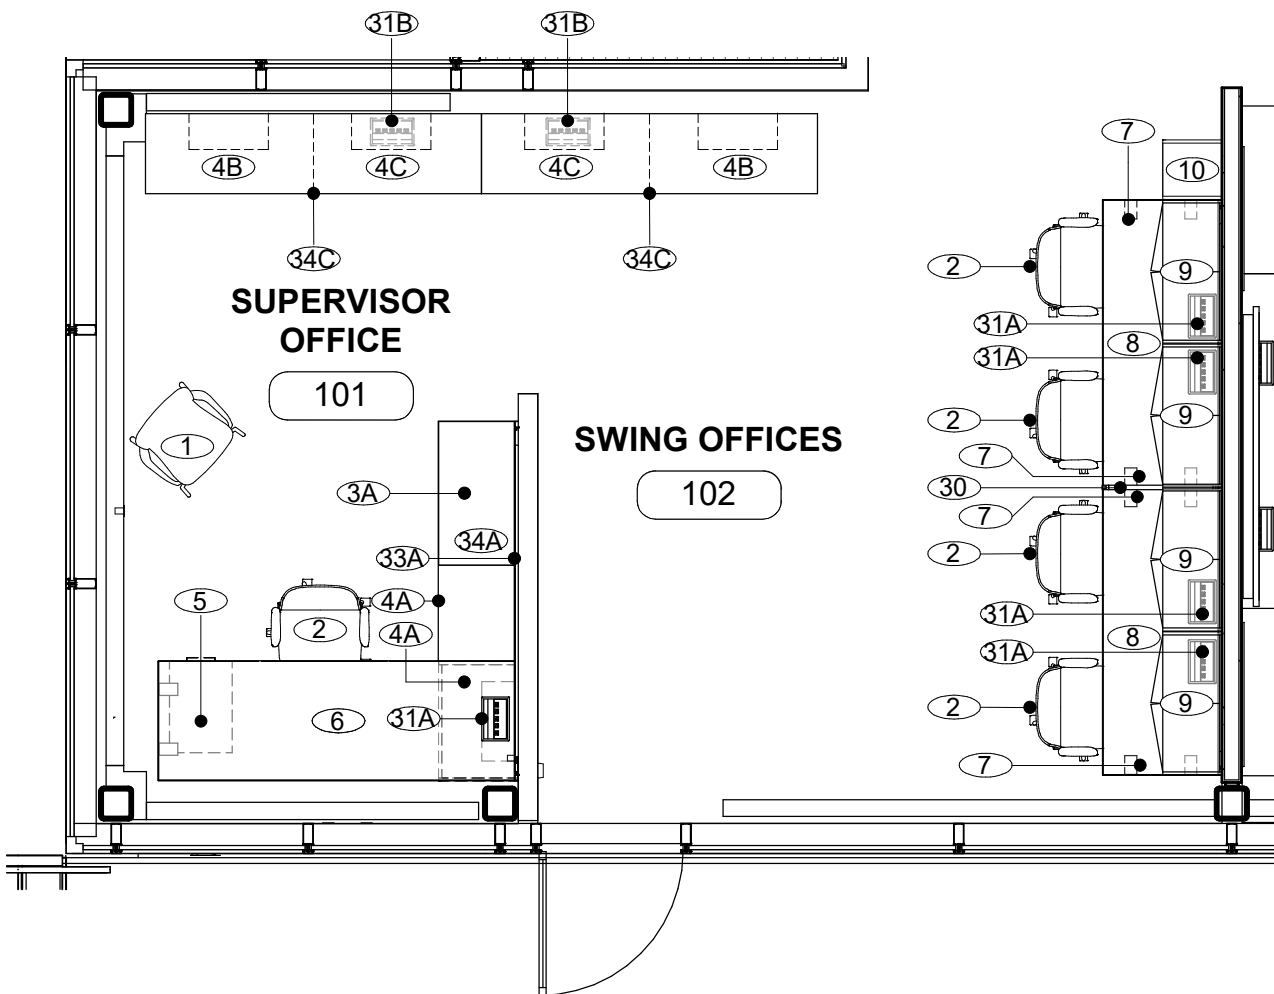 31B 31B
7
4B 4C 4C 4B 10
34C 34C 2 9
SUPERVISOR
OFFICE
31A
8
31A
101
2 9
1 SWING OFFICES
7
3A 102 30
7
34A
33A 2 9
5 4A
2 4A 31A
8
31A
6 31A 2 9
7